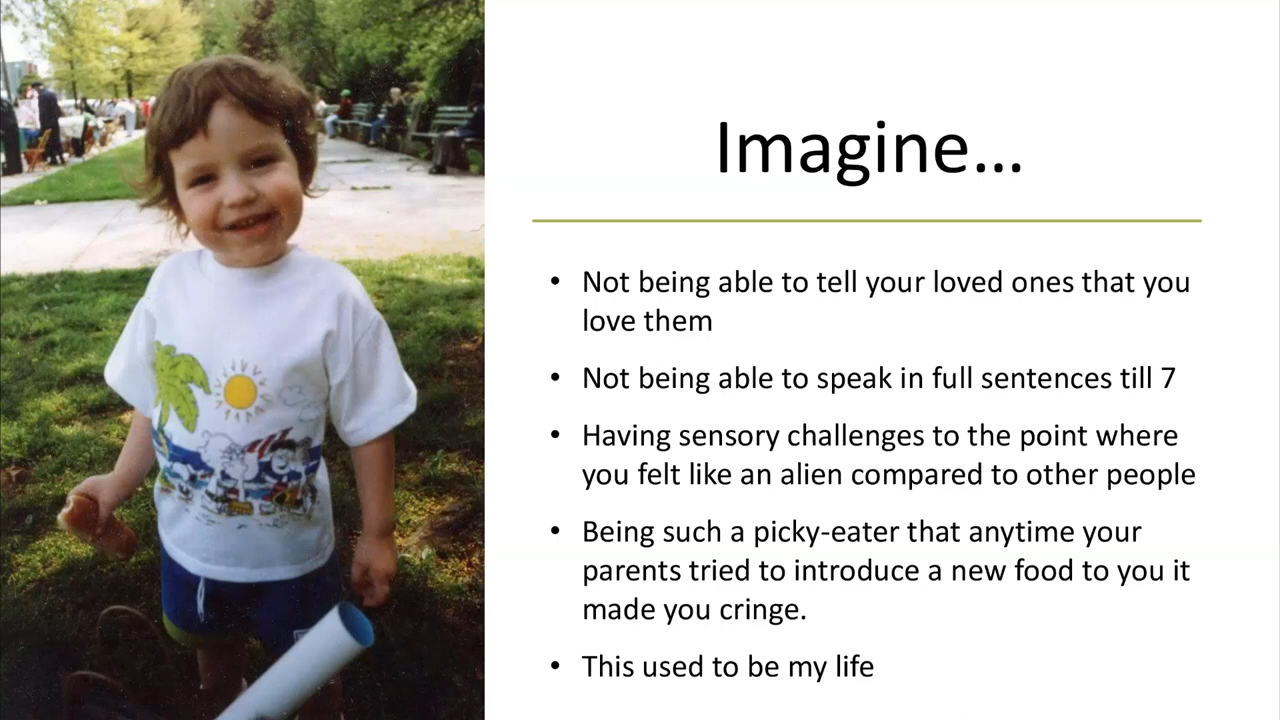 Imagine...
• Not being able to tell your loved ones that you
love them
• Not being able to speak in full sentences till 7
• Having sensory challenges to the point where
you felt like an alien compared to other people
• Being such a picky-eater that anytime your
parents tried to introduce a new food to you it
made you cringe.
• This used to be my life